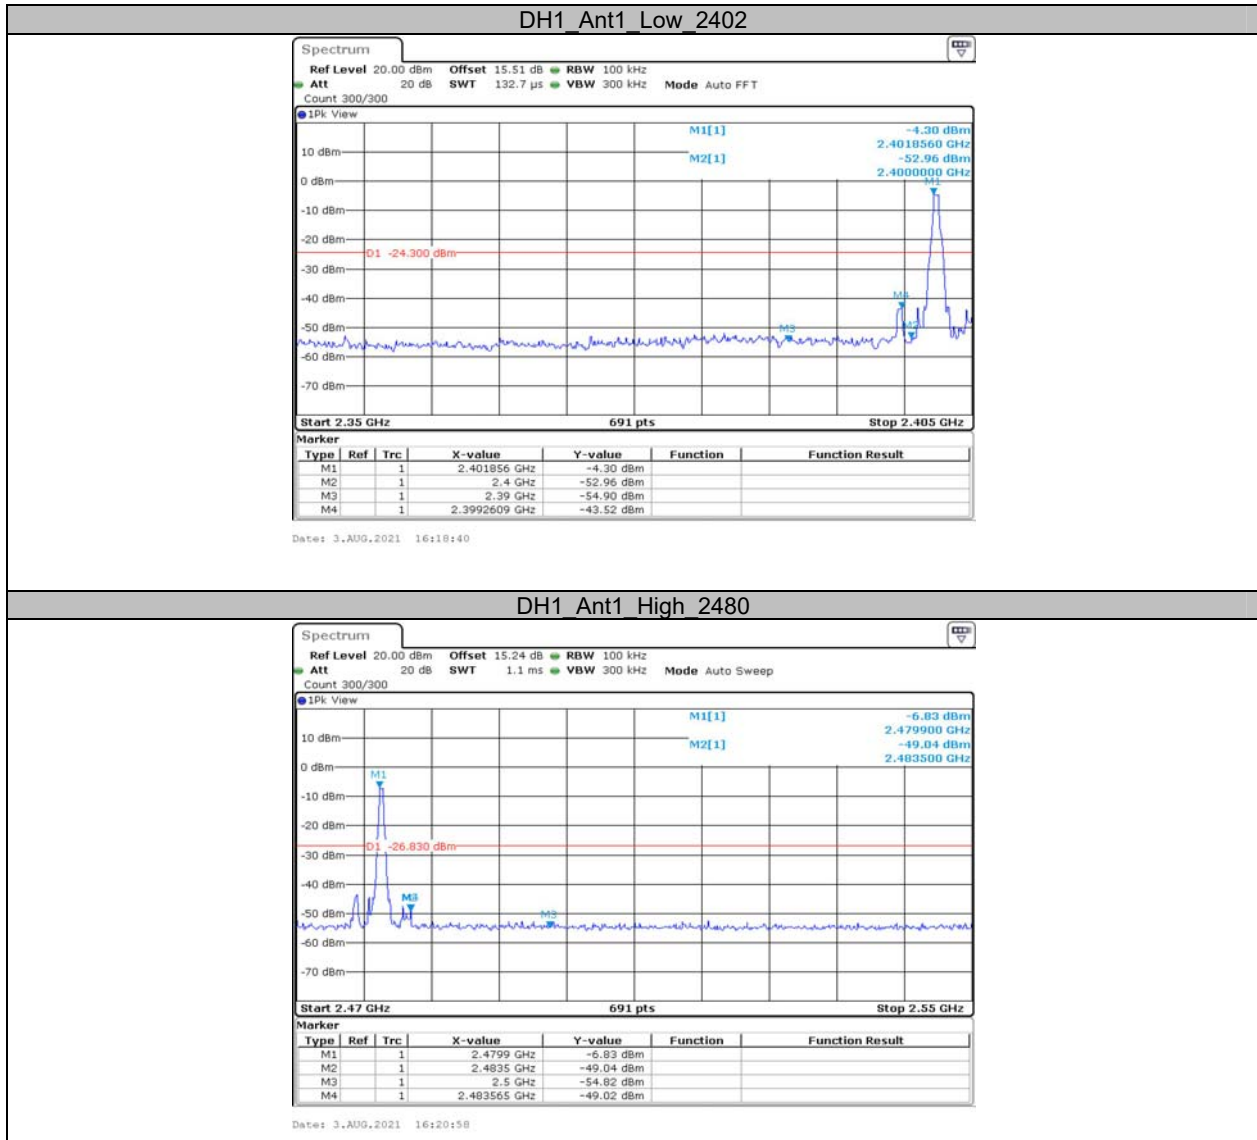 DH1_Ant1_Low_2402
Spectrum
Ref Level 20.00 dBm Offset 15.51 dB RBW 100 kHz
Att 20 dB SWT 132.7 µs VBW 300 kHz Mode Auto FFT
Count 300/300
1Pk View
M1[1] -4.30 dBm
2.4018560 GHz
10 dBm
M2[1] -52.96 dBm
2.4000000 GHz
0 dBm
M1
-10 dBm
-20 dBm
D1 -24.300 dBm
-30 dBm
-40 dBm
M4
-50 dBm
M3
M2
-60 dBm
-70 dBm
Start 2.35 GHz 691 pts Stop 2.405 GHz
Marker
Type Ref Trc X-value Y-value Function Function Result
M1 1 2.401856 GHz -4.30 dBm
M2 1 2.4 GHz -52.96 dBm
M3 1 2.39 GHz -54.90 dBm
M4 1 2.3992609 GHz -43.52 dBm
Date: 3.AUG.2021 16:18:40
DH1_Ant1_High_2480
Spectrum
Ref Level 20.00 dBm Offset 15.24 dB RBW 100 kHz
Att 20 dB SWT 1.1 ms VBW 300 kHz Mode Auto Sweep
Count 300/300
1Pk View
M1[1] -6.83 dBm
2.479900 GHz
10 dBm
M2[1] -49.04 dBm
2.483500 GHz
0 dBm
M1
-10 dBm
-20 dBm
D1 -26.830 dBm
-30 dBm
-40 dBm
-50 dBm
M3
-60 dBm
-70 dBm
Start 2.47 GHz 691 pts Stop 2.55 GHz
Marker
Type Ref Trc X-value Y-value Function Function Result
M1 1 2.4799 GHz -6.83 dBm
M2 1 2.4835 GHz -49.04 dBm
M3 1 2.5 GHz -54.82 dBm
M4 1 2.483565 GHz -49.02 dBm
Date: 3.AUG.2021 16:20:58